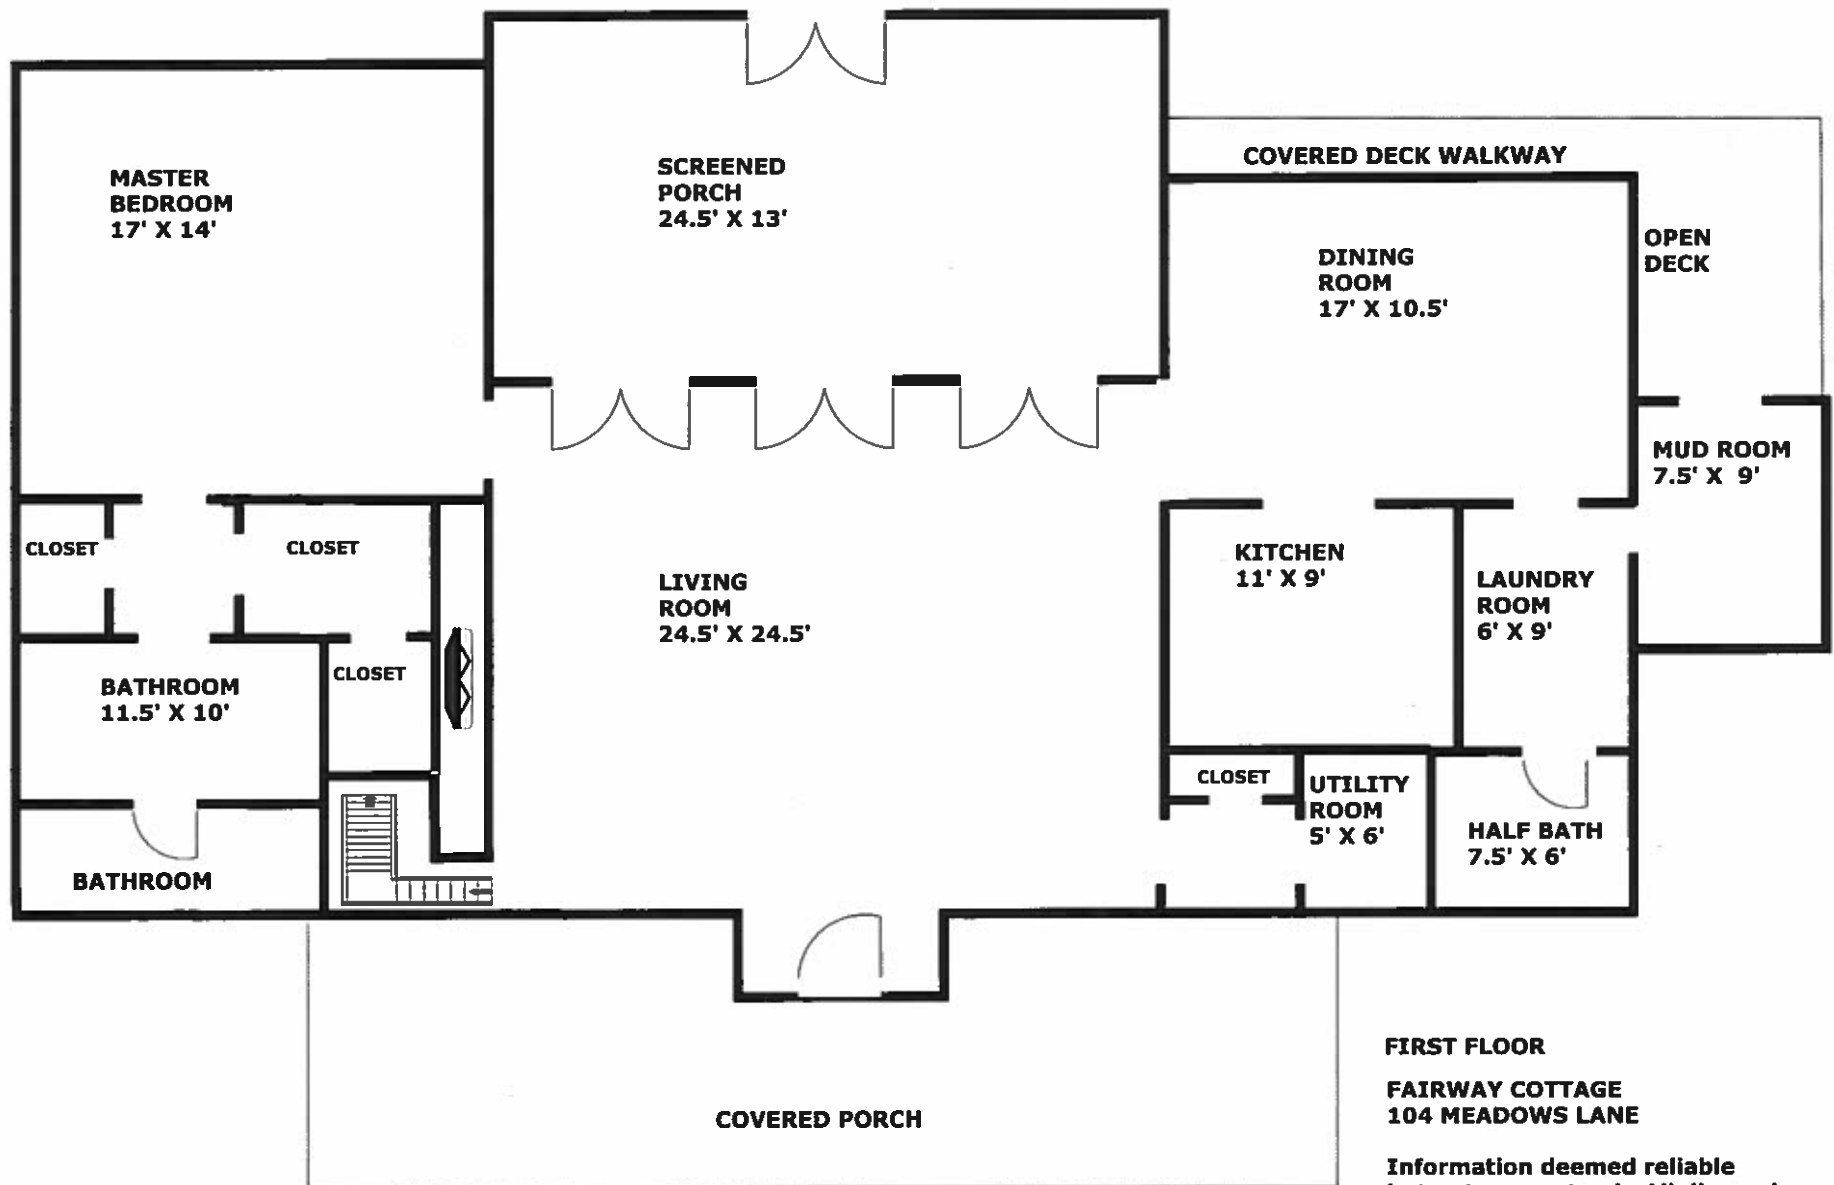 MASTER
BEDROOM
17' X 14'
SCREENED
PORCH
24.5' X 13'
COVERED DECK WALKWAY
OPEN
DECK
DINING
ROOM
17' X 10.5'
MUD ROOM
7.5' X 9'
CLOSET
CLOSET
KITCHEN
11' X 9'
LAUNDRY
ROOM
6' X 9'
LIVING
ROOM
24.5' X 24.5'
CLOSET
BATHROOM
11.5' X 10'
CLOSET
UTILITY
ROOM
5' X 6'
HALF BATH
7.5' X 6'
BATHROOM
COVERED PORCH
FIRST FLOOR
FAIRWAY COTTAGE
104 MEADOWS LANE
Information deemed reliable